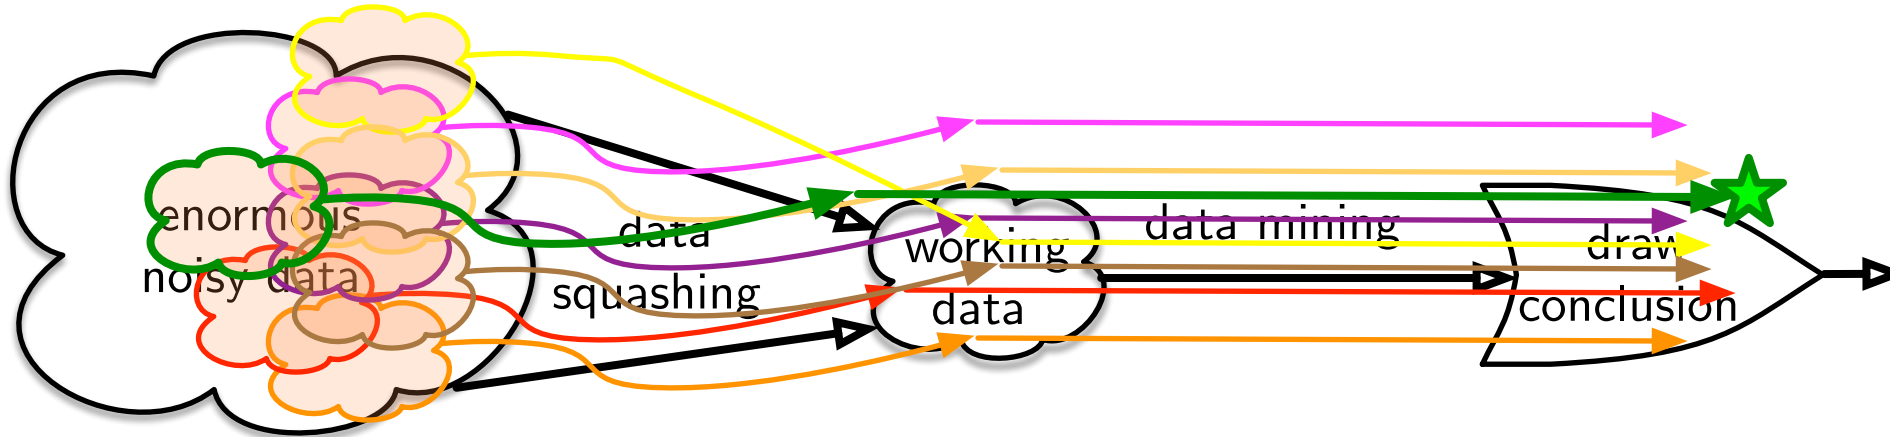 enormous
noisy data
data
squashing
working
data
data mining
draw
conclusion